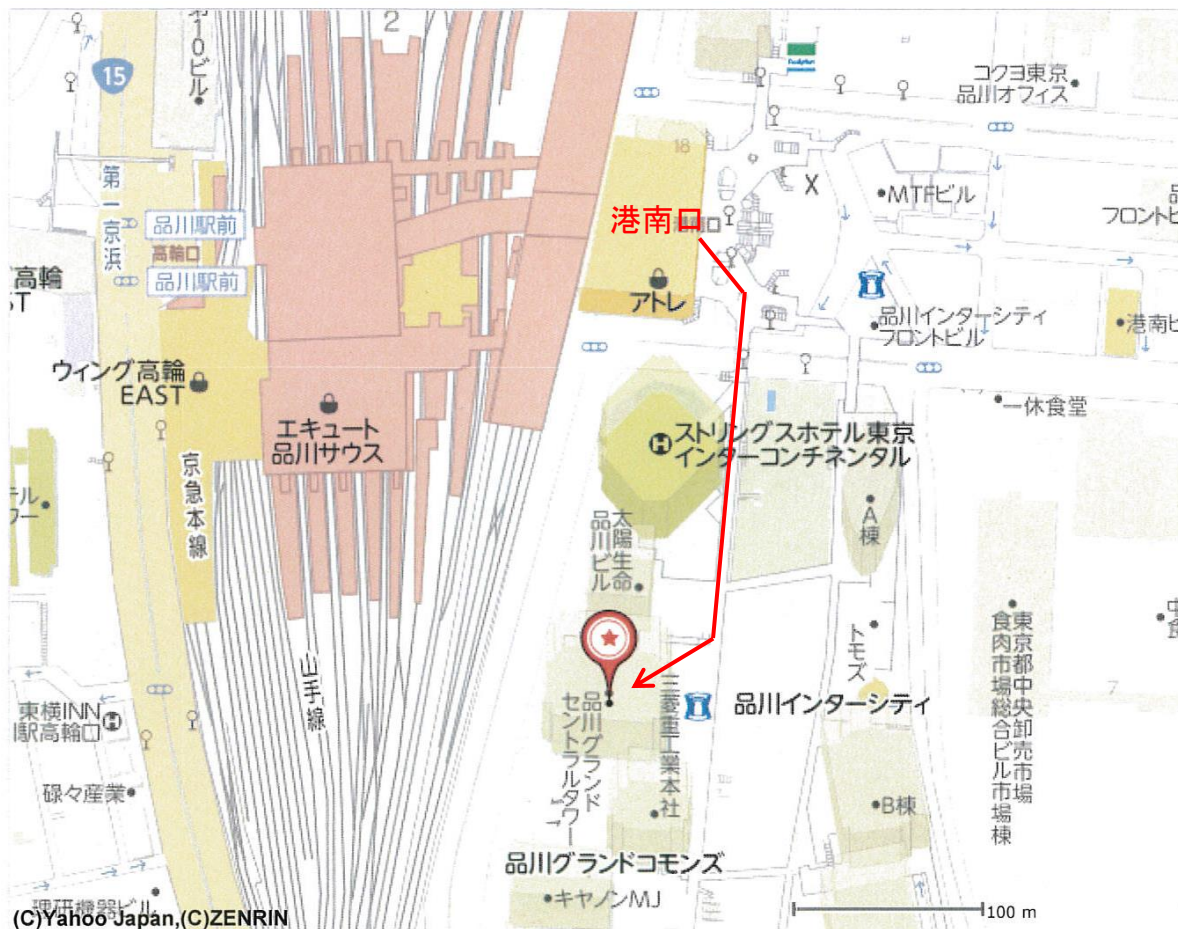 2
15
コクヨ東京
品川オフィス
18
第一京浜
品川駅前
高輪口
品川駅前
港南口
MTFビル
フロントビ
高輪
ST
アトレ
品川インターシティ
フロントビル
港南ビ
ウィング高輪
EAST
エキュート
品川サウス
ストリングスホテル東京
インターコンチネンタル
一休食堂
京急本線
A棟
太陽生命
品川ビル
山手線
トモズ
東京都中央卸売市場
食肉市場総合ビル市場棟
7
東横INN
駅高輪口
品川グランド
セントラルタワー
三菱重工業本社
品川インターシティ
碌々産業
B棟
品川グランドコモンズ
キヤノンMJ
理研機器ビル
(C)Yahoo Japan,(C)ZENRIN
100 m